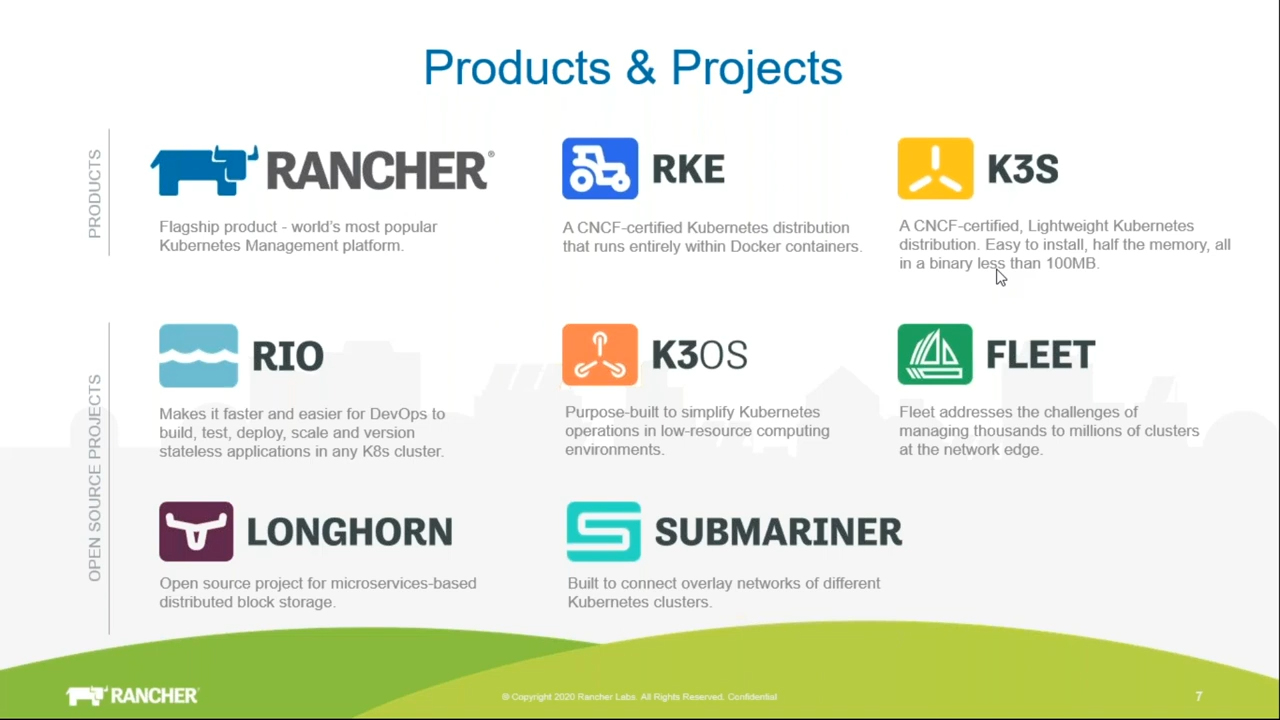 Products & Projects
PRODUCTS
RANCHER®
Flagship product - world's most popular
Kubernetes Management platform.
RKE
A CNCF-certified Kubernetes distribution
that runs entirely within Docker containers.
K3S
A CNCF-certified, Lightweight Kubernetes
distribution. Easy to install, half the memory, all
in a binary less than 100MB.
OPEN SOURCE PROJECTS
RIO
Makes it faster and easier for DevOps to
build, test, deploy, scale and version
stateless applications in any K8s cluster.
K3OS
Purpose-built to simplify Kubernetes
operations in low-resource computing
environments.
FLEET
Fleet addresses the challenges of
managing thousands to millions of clusters
at the network edge.
LONGHORN
Open source project for microservices-based
distributed block storage.
SUBMARINER
Built to connect overlay networks of different
Kubernetes clusters.
RANCHER
© Copyright 2020 Rancher Labs. All Rights Reserved. Confidential
7